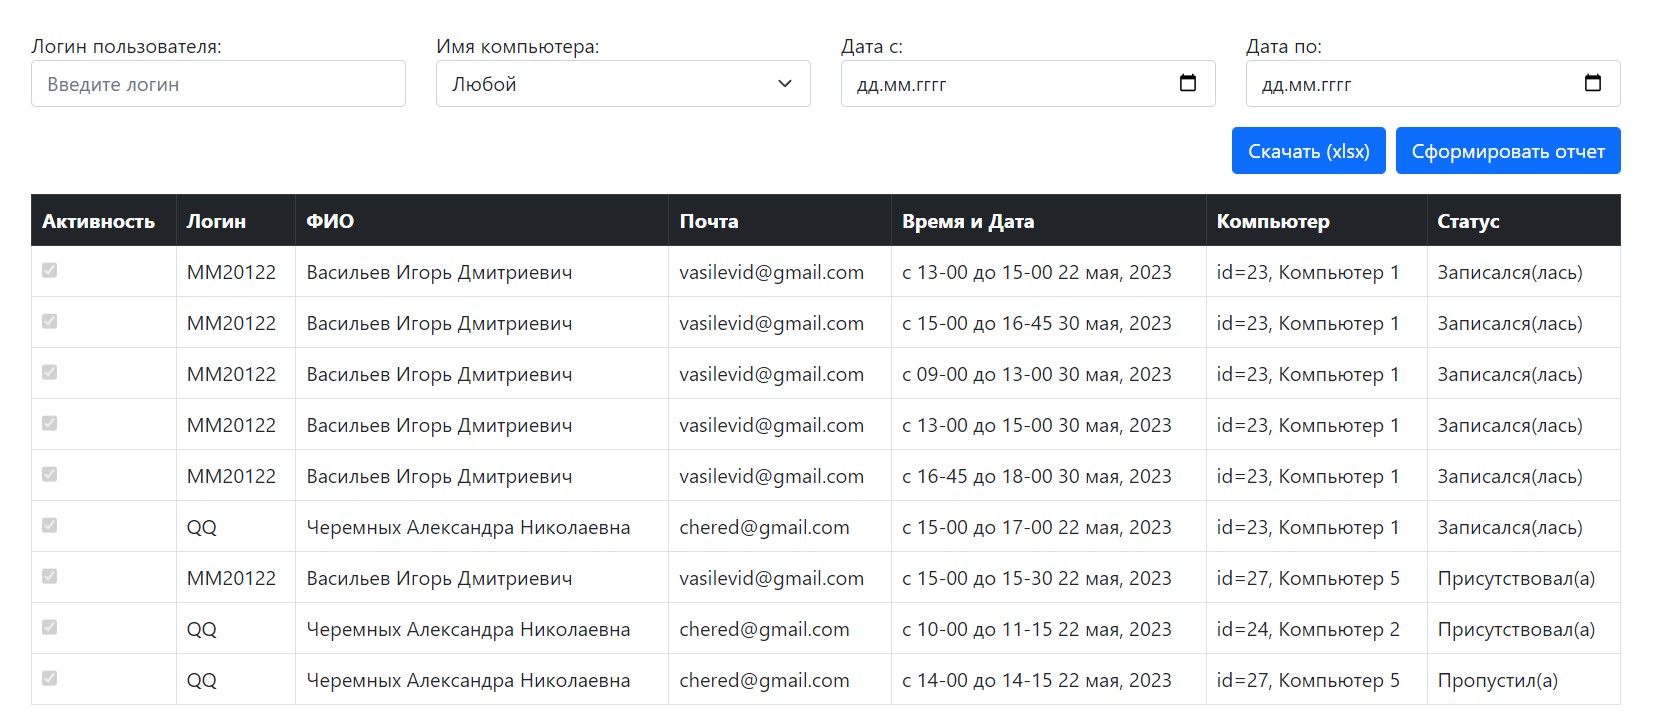 Логин пользователя: Имя компьютера: Дата с: Дата по:
Введите логин Любой дд.мм.гггг дд.мм.гггг
Скачать (xlsx) Сформировать отчет
Активность Логин ФИО Почта Время и Дата Компьютер Статус
MM20122 Васильев Игорь Дмитриевич vasilevid@gmail.com с 13-00 до 15-00 22 мая, 2023 id=23, Компьютер 1 Записался(лась)
MM20122 Васильев Игорь Дмитриевич vasilevid@gmail.com с 15-00 до 16-45 30 мая, 2023 id=23, Компьютер 1 Записался(лась)
MM20122 Васильев Игорь Дмитриевич vasilevid@gmail.com с 09-00 до 13-00 30 мая, 2023 id=23, Компьютер 1 Записался(лась)
MM20122 Васильев Игорь Дмитриевич vasilevid@gmail.com с 13-00 до 15-00 30 мая, 2023 id=23, Компьютер 1 Записался(лась)
MM20122 Васильев Игорь Дмитриевич vasilevid@gmail.com с 16-45 до 18-00 30 мая, 2023 id=23, Компьютер 1 Записался(лась)
QQ Черемных Александра Николаевна chered@gmail.com с 15-00 до 17-00 22 мая, 2023 id=23, Компьютер 1 Записался(лась)
MM20122 Васильев Игорь Дмитриевич vasilevid@gmail.com с 15-00 до 15-30 22 мая, 2023 id=27, Компьютер 5 Присутствовал(а)
QQ Черемных Александра Николаевна chered@gmail.com с 10-00 до 11-15 22 мая, 2023 id=24, Компьютер 2 Присутствовал(а)
QQ Черемных Александра Николаевна chered@gmail.com с 14-00 до 14-15 22 мая, 2023 id=27, Компьютер 5 Пропустил(а)